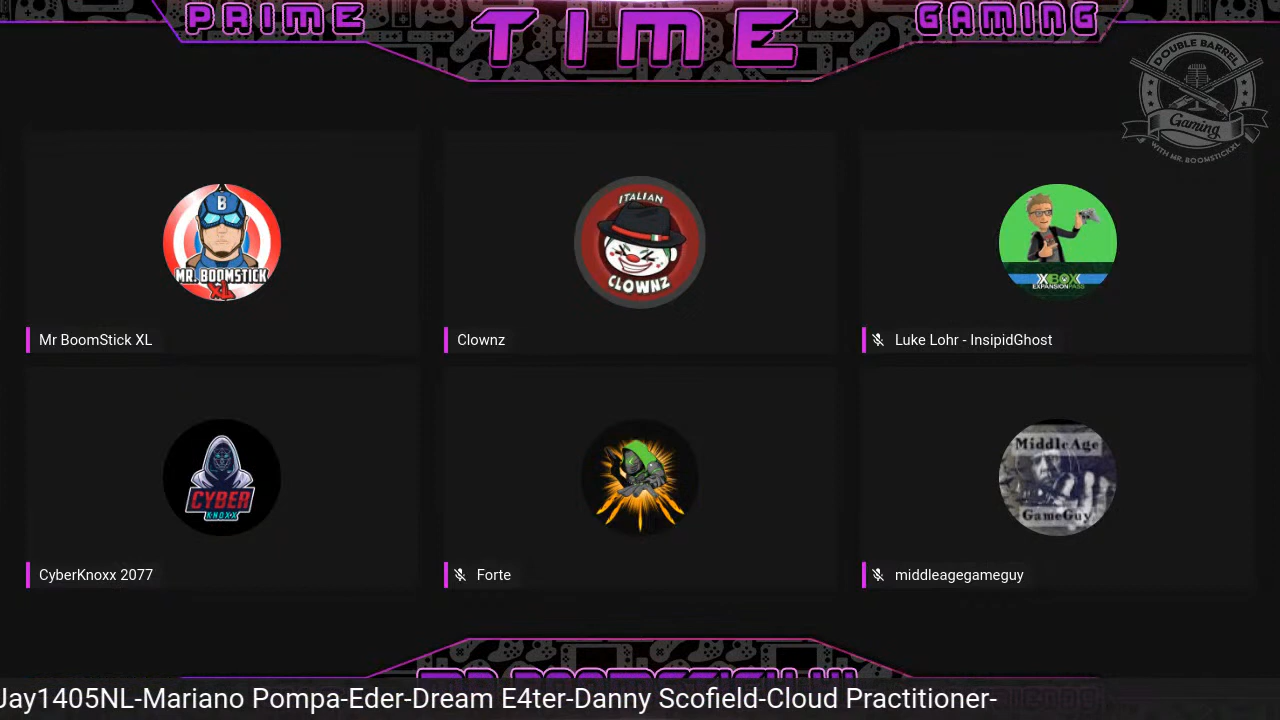 PRIME
TIME
GAMING
DOUBLE BARREL
Gaming
WITH MR. BOOMSTICKXL
B
MR. BOOMSTICK
XL
Mr BoomStick XL
ITALIAN
CLOWNZ
Clownz
XBOX
EXPANSION PASS
Luke Lohr - InsipidGhost
CYBER
KNOXX
CyberKnoxx 2077
Forte
MiddleAge
GameGuy
middleagegameguy
Jay1405NL-Mariano Pompa-Eder-Dream E4ter-Danny Scofield-Cloud Practitioner-